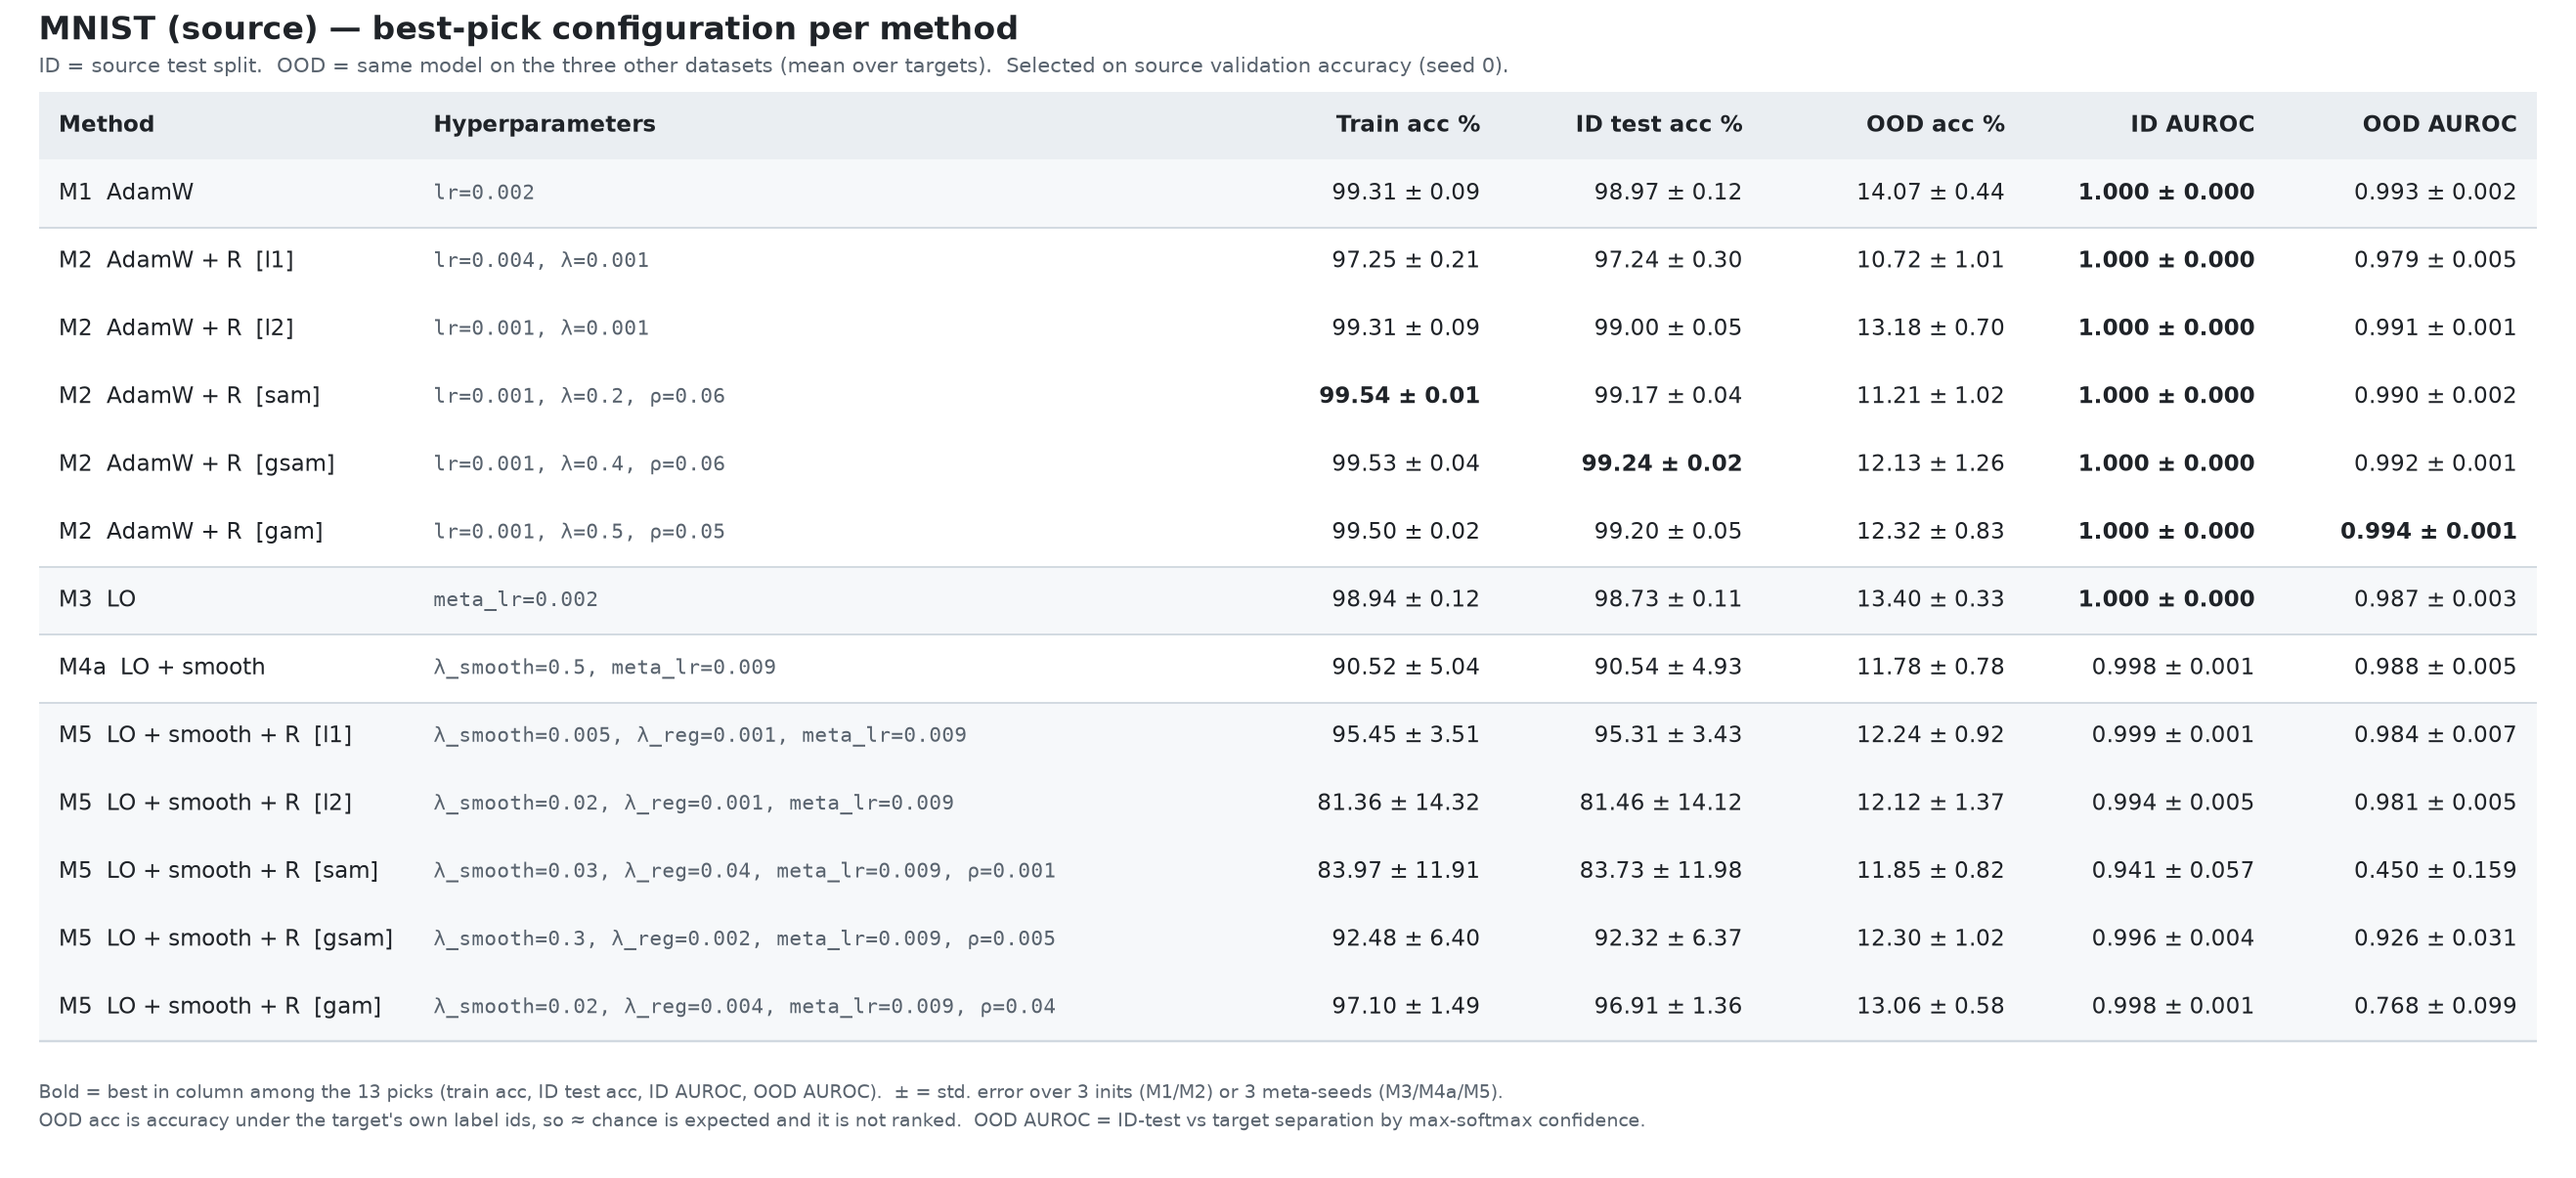 MNIST (source) — best-pick configuration per method
ID = source test split.  OOD = same model on the three other datasets (mean over targets).  Selected on source validation accuracy (seed 0).
Method  Hyperparameters  Train acc %  ID test acc %  OOD acc %  ID AUROC  OOD AUROC
M1  AdamW  lr=0.002  99.31 ± 0.09  98.97 ± 0.12  14.07 ± 0.44  1.000 ± 0.000  0.993 ± 0.002
M2  AdamW + R  [l1]  lr=0.004, λ=0.001  97.25 ± 0.21  97.24 ± 0.30  10.72 ± 1.01  1.000 ± 0.000  0.979 ± 0.005
M2  AdamW + R  [l2]  lr=0.001, λ=0.001  99.31 ± 0.09  99.00 ± 0.05  13.18 ± 0.70  1.000 ± 0.000  0.991 ± 0.001
M2  AdamW + R  [sam]  lr=0.001, λ=0.2, ρ=0.06  99.54 ± 0.01  99.17 ± 0.04  11.21 ± 1.02  1.000 ± 0.000  0.990 ± 0.002
M2  AdamW + R  [gsam]  lr=0.001, λ=0.4, ρ=0.06  99.53 ± 0.04  99.24 ± 0.02  12.13 ± 1.26  1.000 ± 0.000  0.992 ± 0.001
M2  AdamW + R  [gam]  lr=0.001, λ=0.5, ρ=0.05  99.50 ± 0.02  99.20 ± 0.05  12.32 ± 0.83  1.000 ± 0.000  0.994 ± 0.001
M3  LO  meta_lr=0.002  98.94 ± 0.12  98.73 ± 0.11  13.40 ± 0.33  1.000 ± 0.000  0.987 ± 0.003
M4a  LO + smooth  λ_smooth=0.5, meta_lr=0.009  90.52 ± 5.04  90.54 ± 4.93  11.78 ± 0.78  0.998 ± 0.001  0.988 ± 0.005
M5  LO + smooth + R  [l1]  λ_smooth=0.005, λ_reg=0.001, meta_lr=0.009  95.45 ± 3.51  95.31 ± 3.43  12.24 ± 0.92  0.999 ± 0.001  0.984 ± 0.007
M5  LO + smooth + R  [l2]  λ_smooth=0.02, λ_reg=0.001, meta_lr=0.009  81.36 ± 14.32  81.46 ± 14.12  12.12 ± 1.37  0.994 ± 0.005  0.981 ± 0.005
M5  LO + smooth + R  [sam]  λ_smooth=0.03, λ_reg=0.04, meta_lr=0.009, ρ=0.001  83.97 ± 11.91  83.73 ± 11.98  11.85 ± 0.82  0.941 ± 0.057  0.450 ± 0.159
M5  LO + smooth + R  [gsam]  λ_smooth=0.3, λ_reg=0.002, meta_lr=0.009, ρ=0.005  92.48 ± 6.40  92.32 ± 6.37  12.30 ± 1.02  0.996 ± 0.004  0.926 ± 0.031
M5  LO + smooth + R  [gam]  λ_smooth=0.02, λ_reg=0.004, meta_lr=0.009, ρ=0.04  97.10 ± 1.49  96.91 ± 1.36  13.06 ± 0.58  0.998 ± 0.001  0.768 ± 0.099
Bold = best in column among the 13 picks (train acc, ID test acc, ID AUROC, OOD AUROC).  ± = std. error over 3 inits (M1/M2) or 3 meta-seeds (M3/M4a/M5).
OOD acc is accuracy under the target's own label ids, so ≈ chance is expected and it is not ranked.  OOD AUROC = ID-test vs target separation by max-softmax confidence.